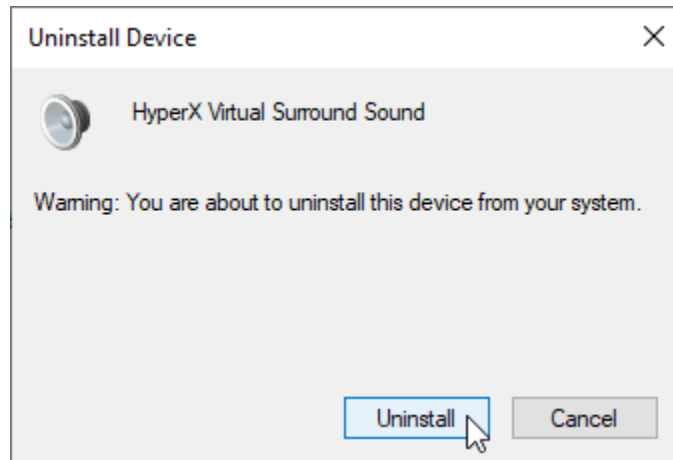 Uninstall Device
HyperX Virtual Surround Sound
Warning: You are about to uninstall this device from your system.
Uninstall
Cancel